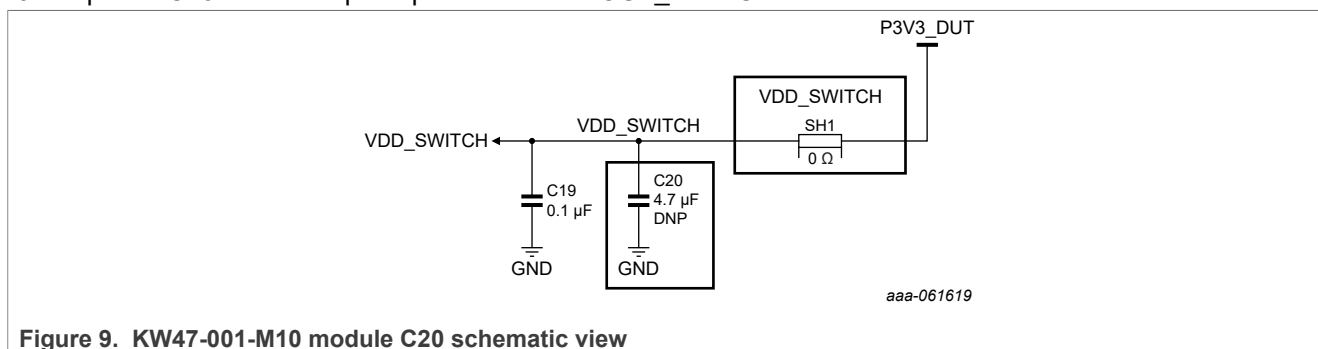 P3V3_DUT
VDD_SWITCH
VDD_SWITCH
VDD_SWITCH
SH1
0 Ω
C19
0.1 µF
C20
4.7 µF
DNP
GND
GND
aaa-061619
Figure 9. KW47-001-M10 module C20 schematic view